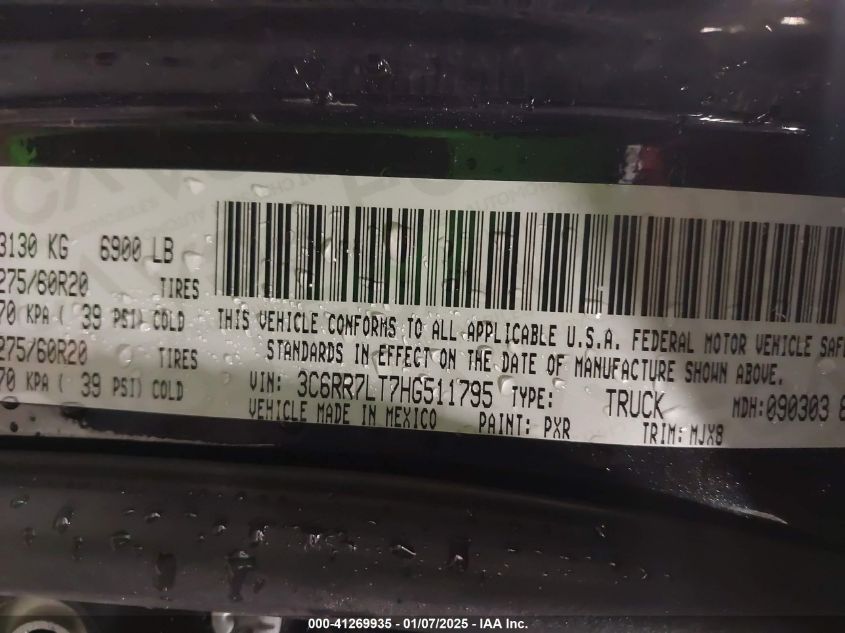 3130 KG 6900 LB
275/60R20 TIRES
70 KPA ( 39 PSI) COLD
275/60R20 TIRES
70 KPA ( 39 PSI) COLD
THIS VEHICLE CONFORMS TO ALL APPLICABLE U.S.A. FEDERAL MOTOR VEHICLE SAFE
STANDARDS IN EFFECT ON THE DATE OF MANUFACTURE SHOWN ABOVE.
VIN: 3C6RR7LT7HG511795 TYPE: TRUCK MDH:090303 8
VEHICLE MADE IN MEXICO PAINT: PXR TRIM: MJX8
000-41269935 - 01/07/2025 - IAA Inc.